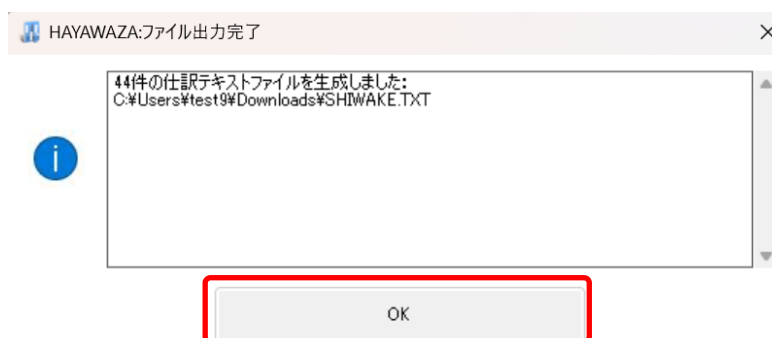 HAYAWAZA:ファイル出力完了
44件の仕訳テキストファイルを生成しました:
C:¥Users¥test9¥Downloads¥SHIWAKE.TXT
OK